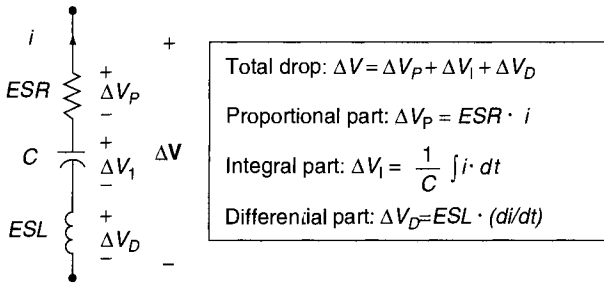 i
+
ESR
+
ΔV_P
−
C
+
ΔV_1
−
ΔV
ESL
+
ΔV_D
−
−
Total drop: ΔV = ΔV_P + ΔV_I + ΔV_D
Proportional part: ΔV_P = ESR · i
Integral part: ΔV_I = 1/C ∫ i · dt
Differential part: ΔV_D=ESL · (di/dt)